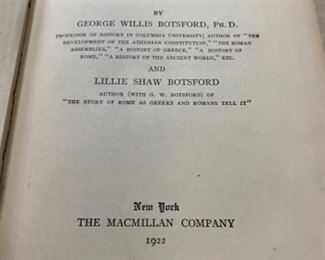 BY
GEORGE WILLIS BOTSFORD, PH.D.
PROFESSOR OF HISTORY IN COLUMBIA UNIVERSITY; AUTHOR OF "THE
DEVELOPMENT OF THE ATHENIAN CONSTITUTION," "THE ROMAN
ASSEMBLIES," "A HISTORY OF GREECE," "A HISTORY OF
ROME," "A HISTORY OF THE ANCIENT WORLD," ETC.
AND
LILLIE SHAW BOTSFORD
AUTHOR (WITH G. W. BOTSFORD) OF
"THE STORY OF ROME AS GREEKS AND ROMANS TELL IT"
New York
THE MACMILLAN COMPANY
1922